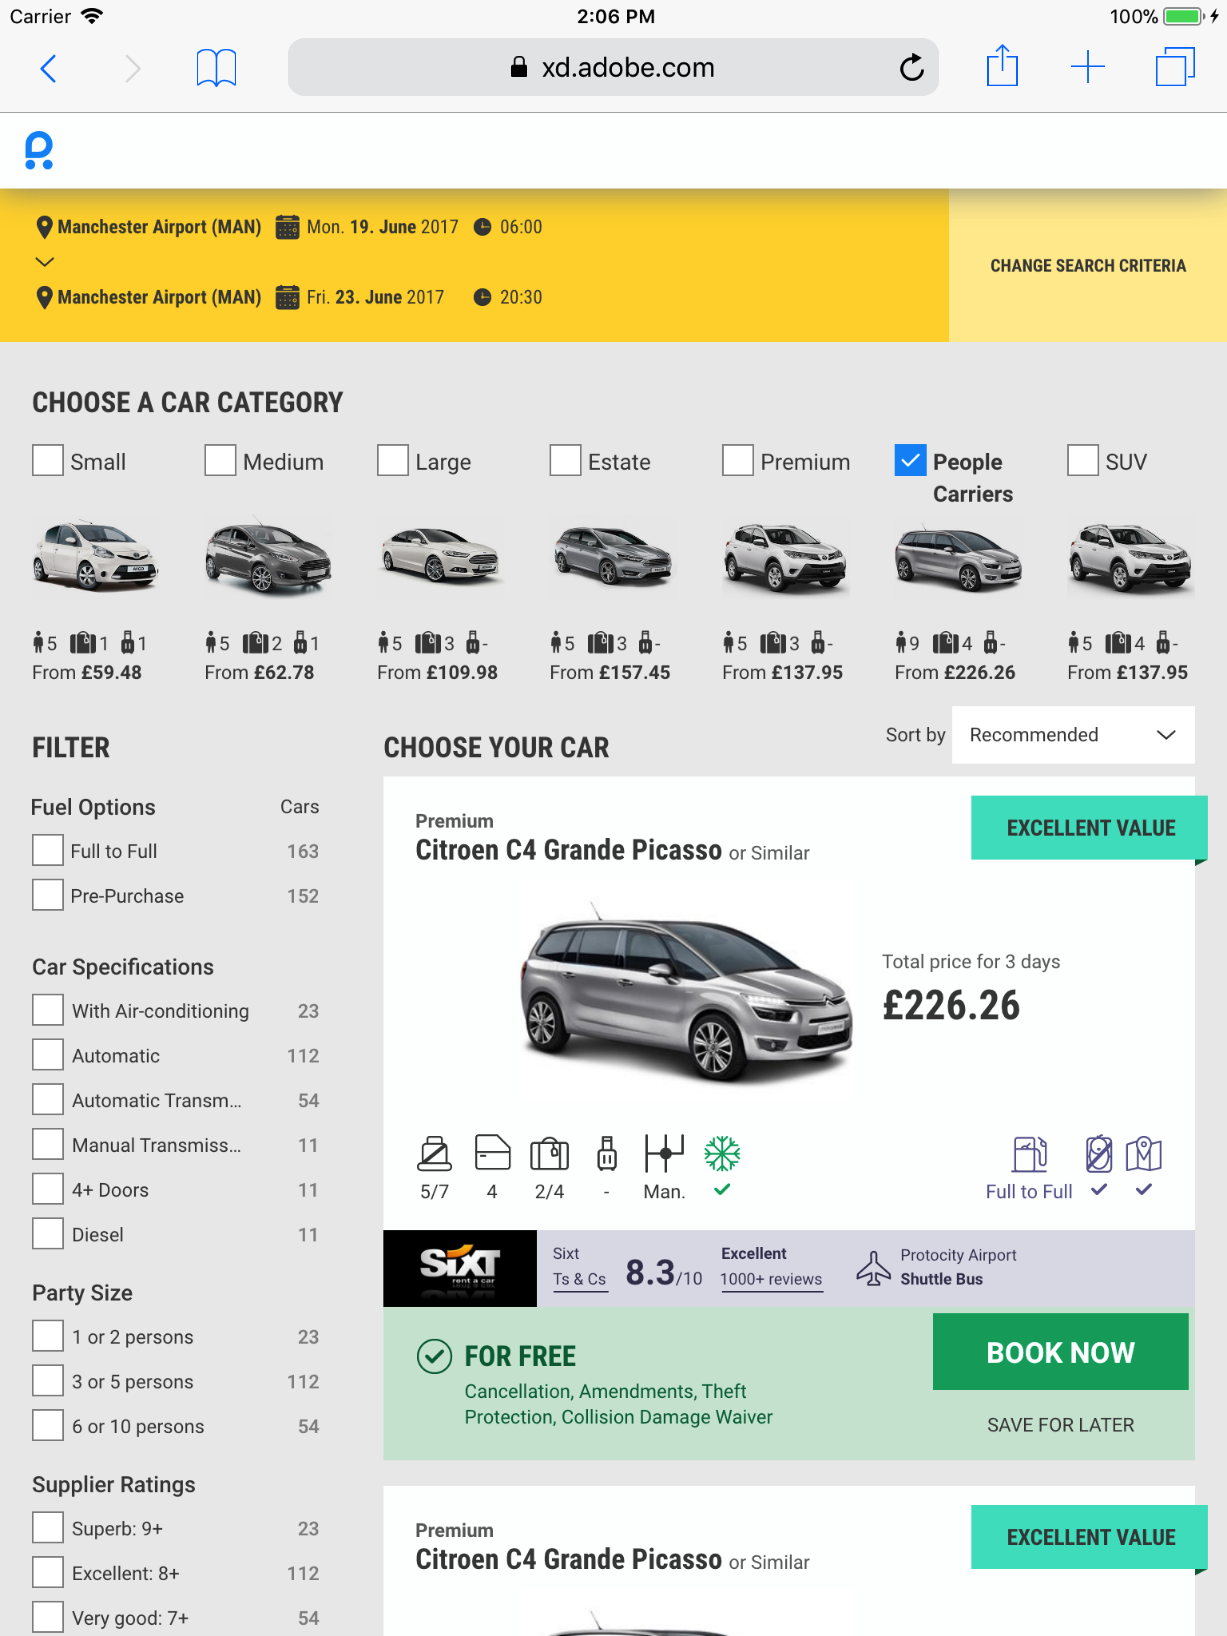 Carrier 2:06 PM 100%
xd.adobe.com
Manchester Airport (MAN) Mon. 19. June 2017 06:00
Manchester Airport (MAN) Fri. 23. June 2017 20:30
CHANGE SEARCH CRITERIA
CHOOSE A CAR CATEGORY
Small Medium Large Estate Premium People Carriers SUV
5 1 1 5 2 1 5 3 - 5 3 - 5 3 - 9 4 - 5 4 -
From £59.48 From £62.78 From £109.98 From £157.45 From £137.95 From £226.26 From £137.95
FILTER
Fuel Options Cars
Full to Full 163
Pre-Purchase 152
Car Specifications
With Air-conditioning 23
Automatic 112
Automatic Transm... 54
Manual Transmiss... 11
4+ Doors 11
Diesel 11
Party Size
1 or 2 persons 23
3 or 5 persons 112
6 or 10 persons 54
Supplier Ratings
Superb: 9+ 23
Excellent: 8+ 112
Very good: 7+ 54
CHOOSE YOUR CAR
Sort by Recommended
Premium
Citroen C4 Grande Picasso or Similar
EXCELLENT VALUE
Total price for 3 days
£226.26
5/7 4 2/4 - Man.
Full to Full
SIXT
rent a car
Sixt
Ts & Cs
8.3/10
Excellent
1000+ reviews
Protocity Airport
Shuttle Bus
FOR FREE
Cancellation, Amendments, Theft
Protection, Collision Damage Waiver
BOOK NOW
SAVE FOR LATER
Premium
Citroen C4 Grande Picasso or Similar
EXCELLENT VALUE